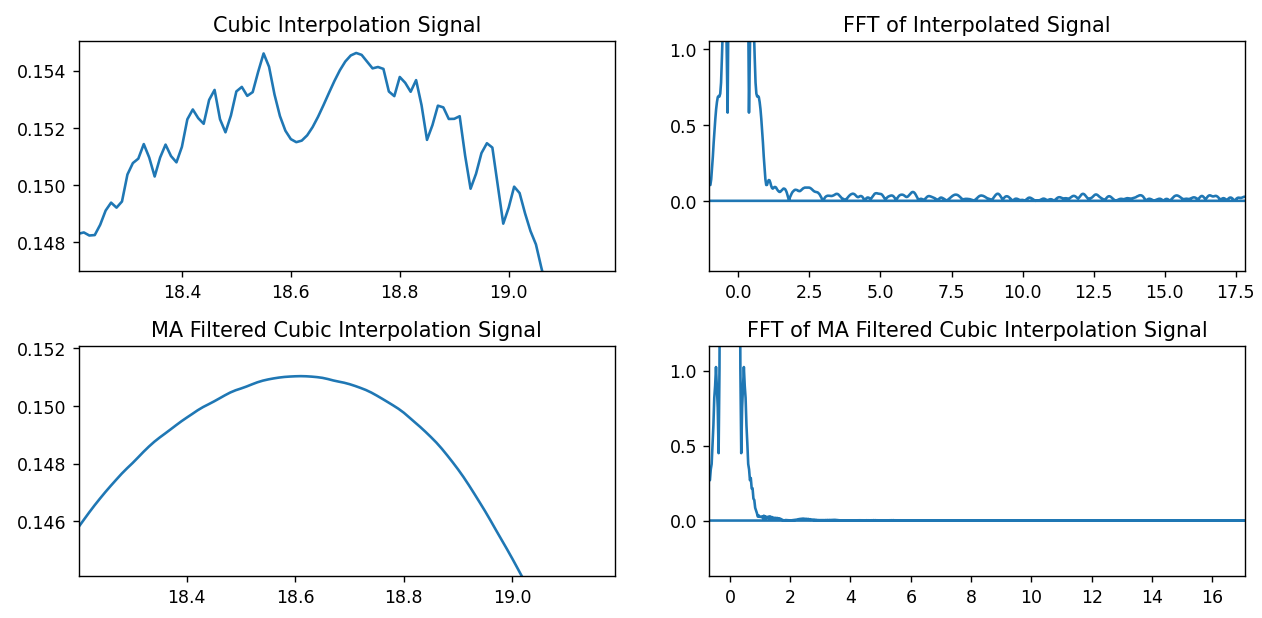 Cubic Interpolation Signal
0.154
0.152
0.150
0.148
18.4 18.6 18.8 19.0
FFT of Interpolated Signal
1.0
0.5
0.0
0.0 2.5 5.0 7.5 10.0 12.5 15.0 17.5
MA Filtered Cubic Interpolation Signal
0.152
0.150
0.148
0.146
18.4 18.6 18.8 19.0
FFT of MA Filtered Cubic Interpolation Signal
1.0
0.5
0.0
0 2 4 6 8 10 12 14 16